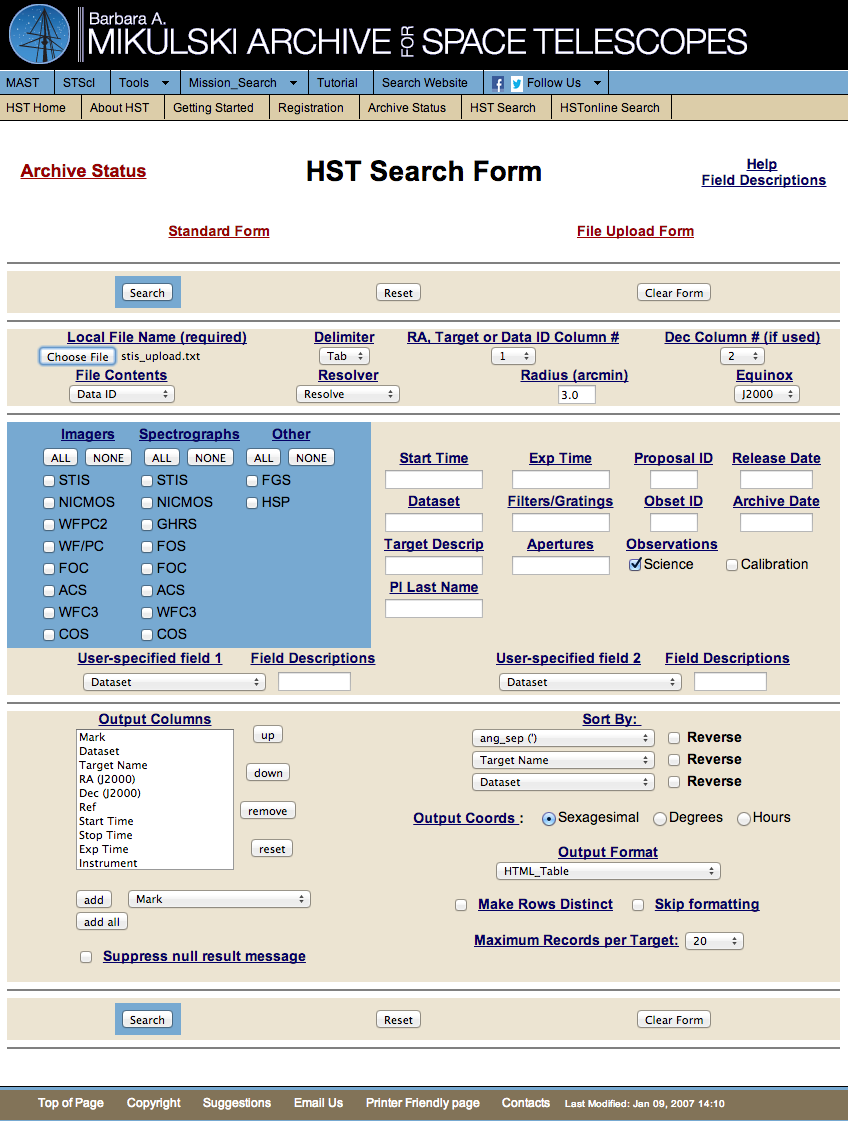 Barbara A.
MIKULSKI ARCHIVE FOR SPACE TELESCOPES
MAST STScI Tools Mission_Search Tutorial Search Website Follow Us
HST Home About HST Getting Started Registration Archive Status HST Search HSTonline Search
Archive Status HST Search Form Help
Field Descriptions
Standard Form File Upload Form
Search Reset Clear Form
Local File Name (required) Delimiter RA, Target or Data ID Column # Dec Column # (if used)
Choose File stis_upload.txt Tab 1 2
File Contents Resolver Radius (arcmin) Equinox
Data ID Resolve 3.0 J2000
Imagers Spectrographs Other
ALL NONE ALL NONE ALL NONE
STIS STIS FGS
NICMOS NICMOS HSP
WFPC2 GHRS
WF/PC FOS
FOC FOC
ACS ACS
WFC3 WFC3
COS COS
Start Time Exp Time Proposal ID Release Date
Dataset Filters/Gratings Obset ID Archive Date
Target Descrip Apertures Observations
Science Calibration
PI Last Name
User-specified field 1 Field Descriptions User-specified field 2 Field Descriptions
Dataset Dataset
Output Columns
Mark
Dataset
Target Name
RA (J2000)
Dec (J2000)
Ref
Start Time
Stop Time
Exp Time
Instrument
up
down
remove
reset
add Mark
add all
Suppress null result message
Sort By:
ang_sep (') Reverse
Target Name Reverse
Dataset Reverse
Output Coords : Sexagesimal Degrees Hours
Output Format
HTML_Table
Make Rows Distinct Skip formatting
Maximum Records per Target: 20
Search Reset Clear Form
Top of Page Copyright Suggestions Email Us Printer Friendly page Contacts Last Modified: Jan 09, 2007 14:10